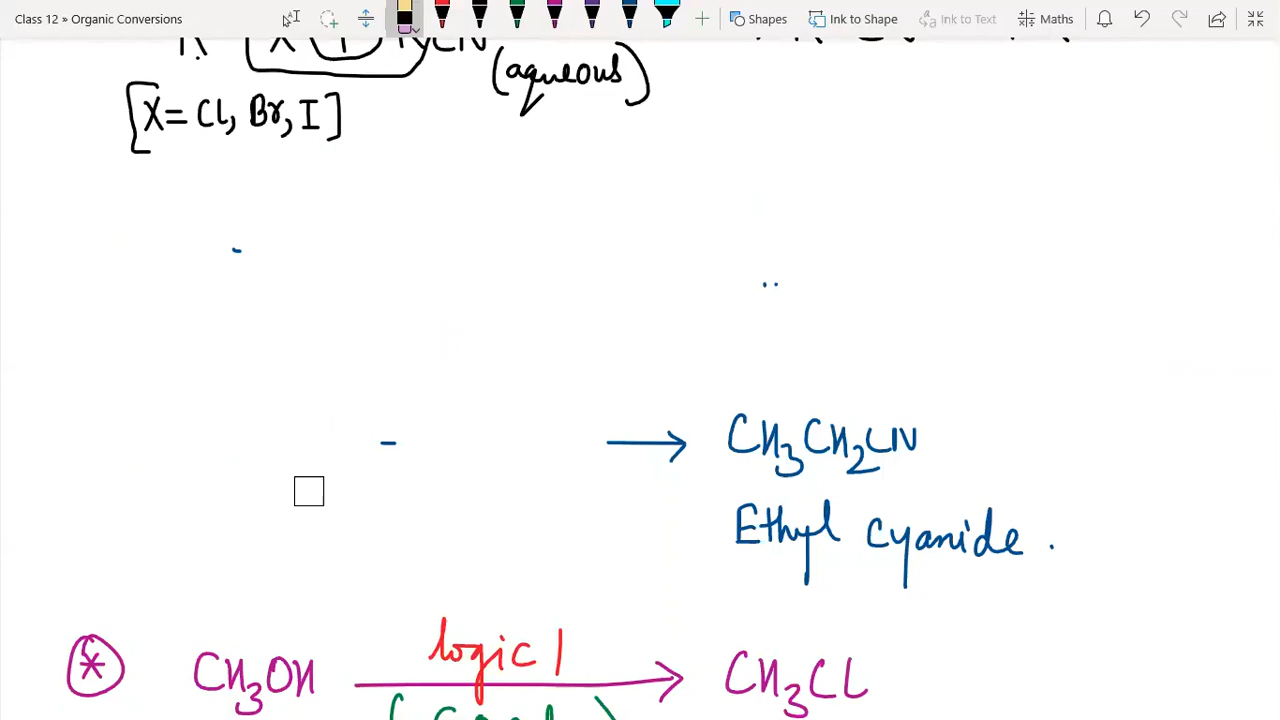 Class 12 » Organic Conversions
Shapes Ink to Shape Ink to Text Maths
(aqueous)
[X= Cl, Br, I]
→ CH3CH2CN
Ethyl cyanide.
* CH3OH logic 1 → CH3Cl